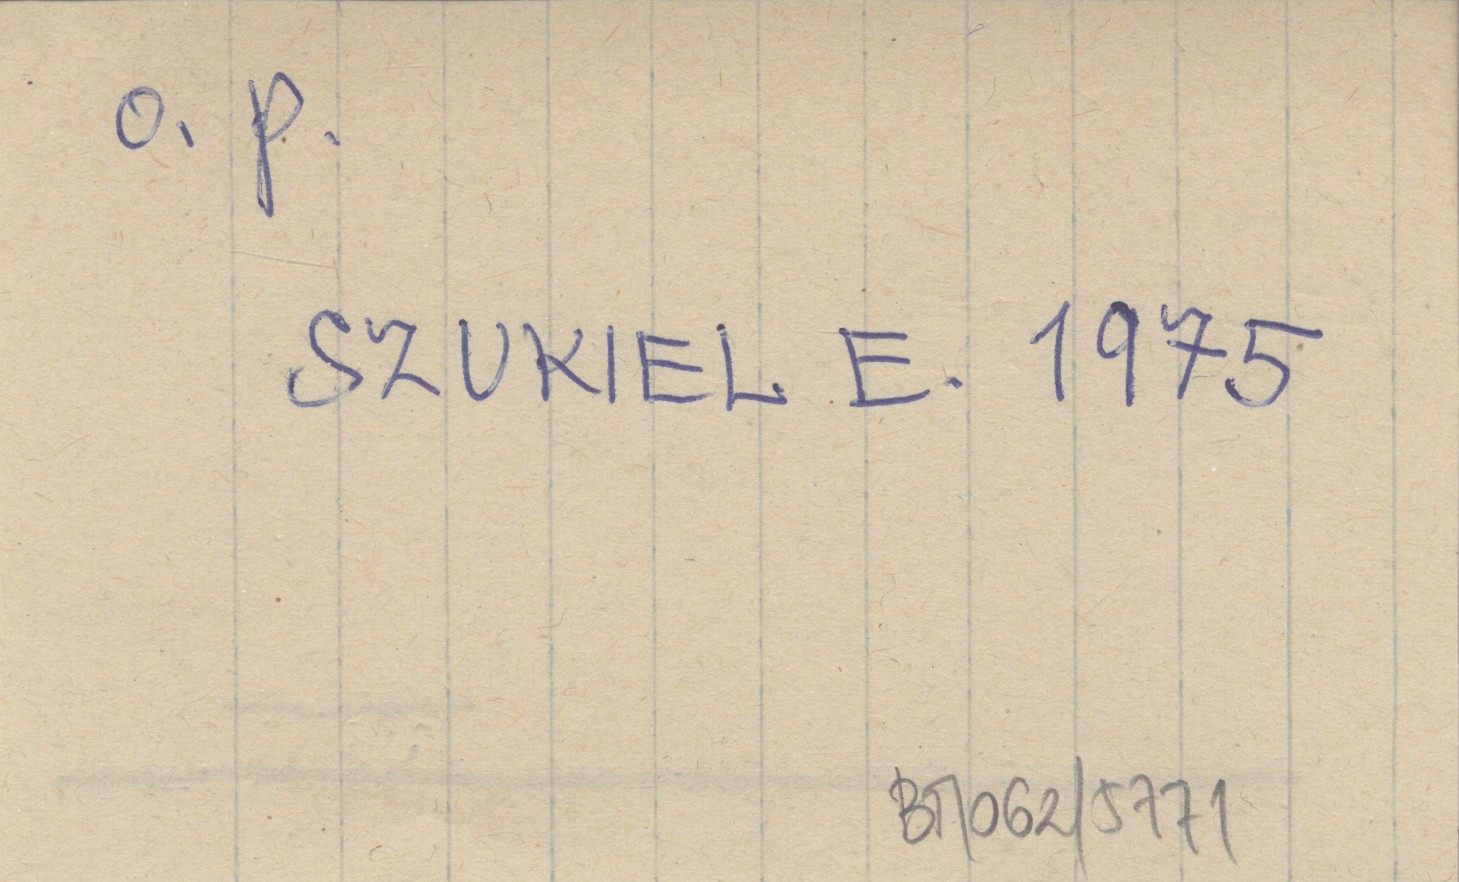 o. p.
SZUKIEL E. 1975
BT/062/5771